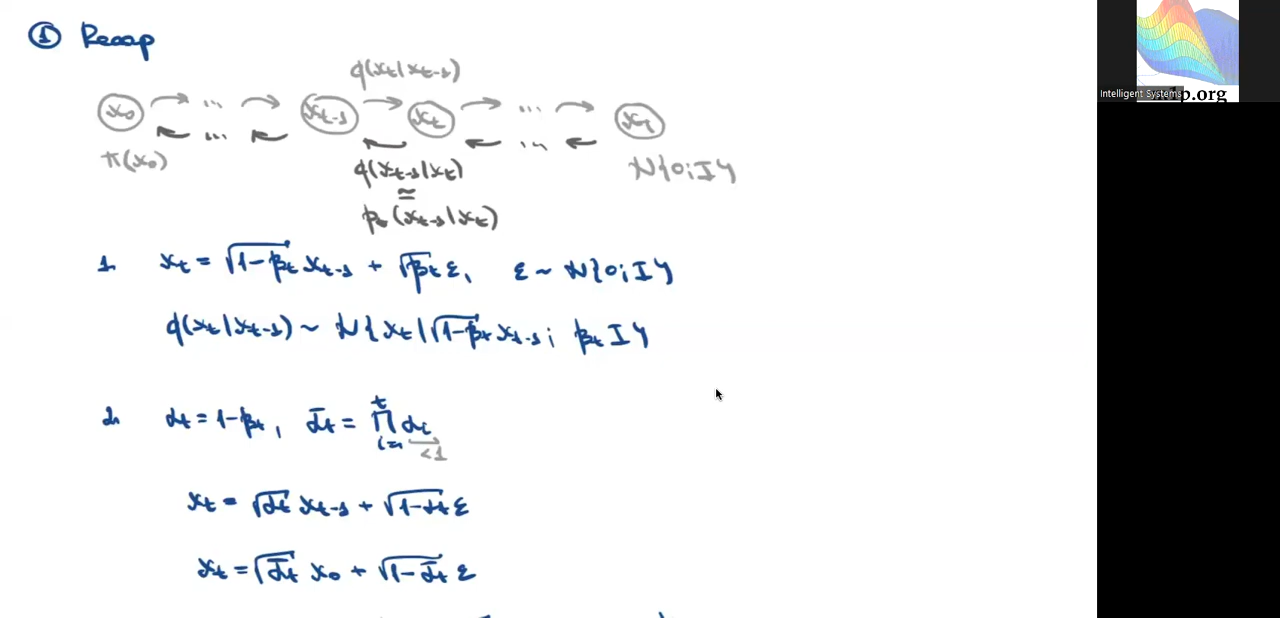 ① Recap
q(x_t|x_{t-1})
x_0 → ... → x_{t-1} → x_t → ... → x_T
← ... ← ← ← ... ←
π(x_0) q(x_{t-1}|x_t) N{0; I}
≅
p_θ(x_{t-1}|x_t)
1. x_t = √(1-β_t) x_{t-1} + √β_t ε, ε ~ N{0; I}
q(x_t|x_{t-1}) ~ N{x_t | √(1-β_t) x_{t-1}; β_t I}
2. α_t = 1-β_t, ᾱ_t = ∏_{i=1}^{t} α_i
<1
x_t = √α_t x_{t-1} + √(1-α_t) ε
x_t = √ᾱ_t x_0 + √(1-ᾱ_t) ε
Intelligent Systems
.org